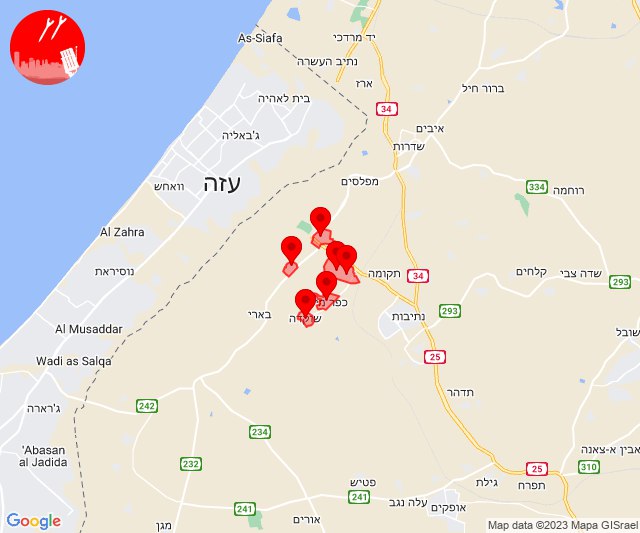 As-Siafa
יד מרדכי
נתיב העשרה
ארז
בית לאהיה
ברור חיל
34
ג'באליה
איבים
שדרות
עזה
וואחש
מפלסים
334
רוחמה
Al Zahra
נוסיראת
תקומה
34
קלחים
שדה צבי
293
כפר מי
שוקדה
בארי
נתיבות
293
Al Musaddar
שובל
Wadi as Salqa
25
תדהר
ג'רארה
242
234
'Abasan
al Jadida
232
אבין א-צאנה
25
310
פטיש
גילת
תפרח
241
עלה נגב
241
אורים
אופקים
מגן
Google
Map data ©2023 Mapa GISrael